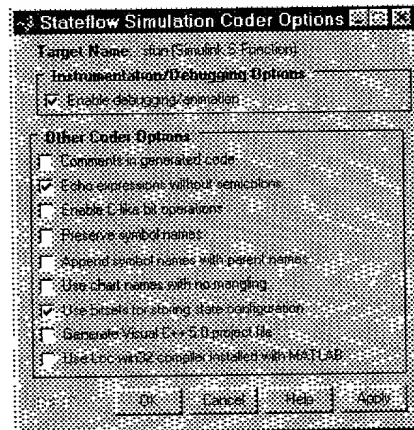 Stateflow Simulation Coder Options
Target Name: sfun (Simulink S-Function)
Instrumentation/Debugging Options
Enable debugging/animation
Other Coder Options
Comments in generated code
Echo expressions without semicolons
Enable C like bit operations
Preserve symbol names
Append symbol names with parent names
Use chart names with no mangling
Use bitsets for storing state configuration
Generate Visual C++ 5.0 project file
Use Lcc-win32 compiler installed with MATLAB
OK Cancel Help Apply